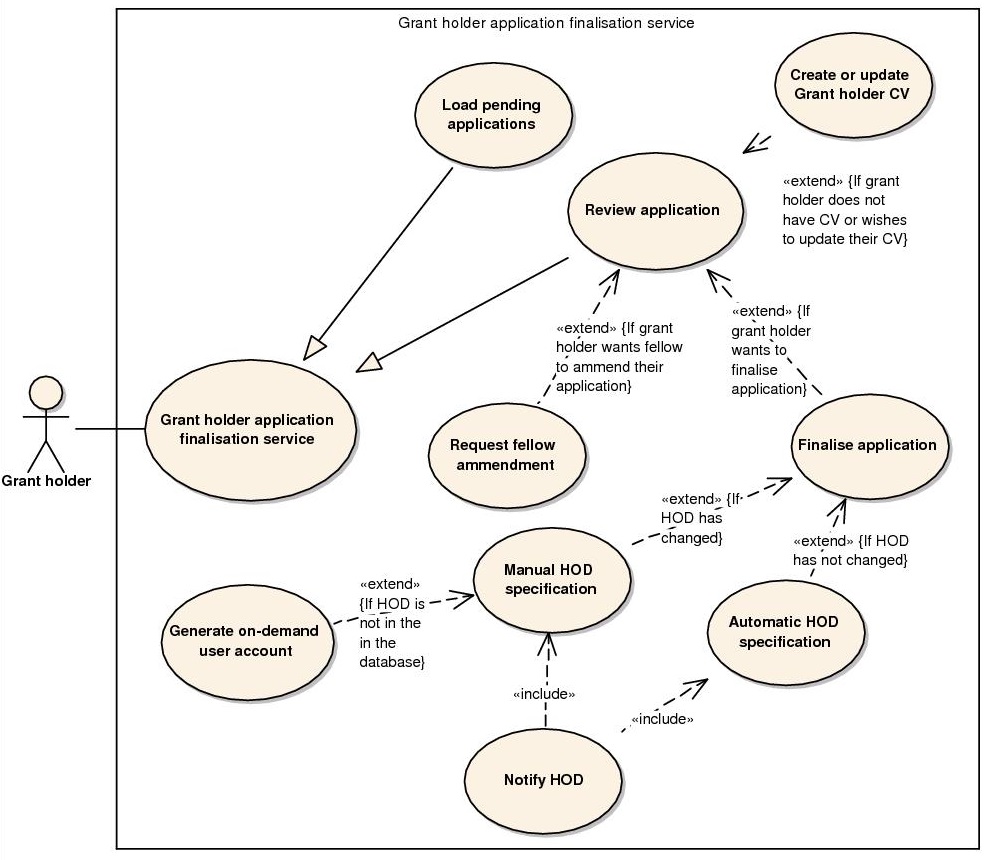 Grant holder application finalisation service
Create or update
Grant holder CV
Load pending
applications
«extend» {If grant
holder does not
have CV or wishes
to update their CV}
Review application
«extend» {If grant
holder wants fellow
to ammend their
application}
«extend» {If
grant holder
wants to
finalise
application}
Grant holder application
finalisation service
Grant holder
Request fellow
ammendment
Finalise application
«extend» {If
HOD has
changed}
«extend» {If HOD
has not changed}
Manual HOD
specification
«extend»
{If HOD is
not in the
in the
database}
Generate on-demand
user account
Automatic HOD
specification
«include»
«include»
Notify HOD